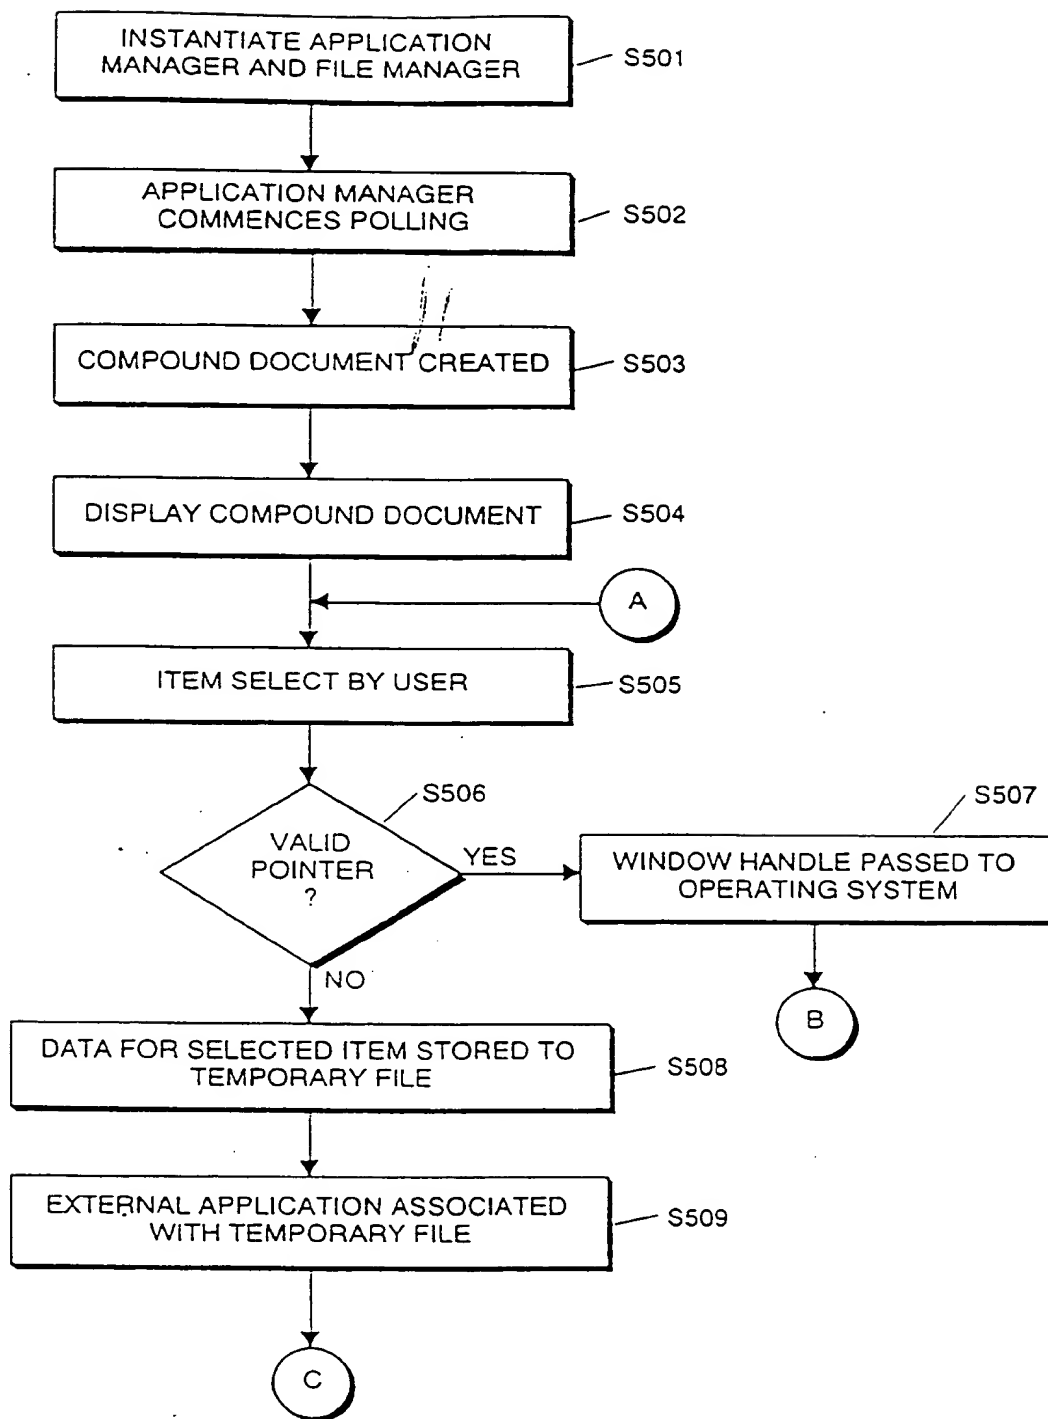 INSTANTIATE APPLICATION
MANAGER AND FILE MANAGER
S501
APPLICATION MANAGER
COMMENCES POLLING
S502
COMPOUND DOCUMENT CREATED
S503
DISPLAY COMPOUND DOCUMENT
S504
A
ITEM SELECT BY USER
S505
S506
VALID
POINTER
?
YES
S507
WINDOW HANDLE PASSED TO
OPERATING SYSTEM
NO
B
DATA FOR SELECTED ITEM STORED TO
TEMPORARY FILE
S508
EXTERNAL APPLICATION ASSOCIATED
WITH TEMPORARY FILE
S509
C